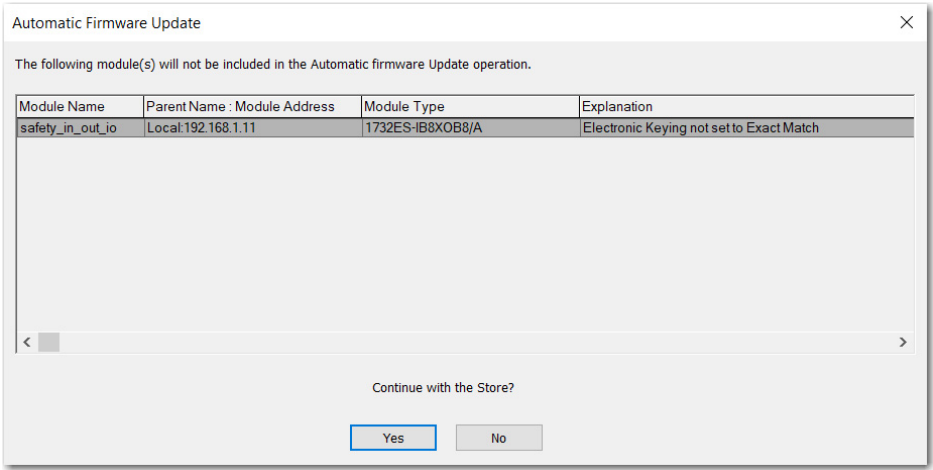 Automatic Firmware Update
The following module(s) will not be included in the Automatic firmware Update operation.
Module Name Parent Name : Module Address Module Type Explanation
safety_in_out_io Local:192.168.1.11 1732ES-IB8XOB8/A Electronic Keying not set to Exact Match
Continue with the Store?
Yes No